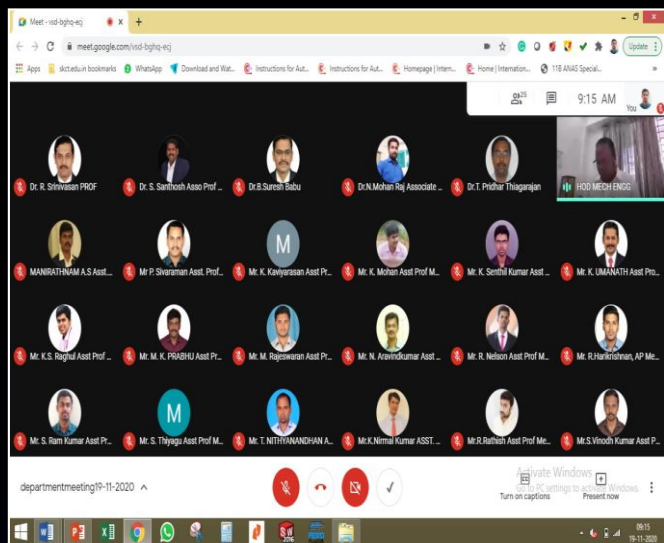 Meet - vsd-bghq-ecj
meet.google.com/vsd-bghq-ecj
Update
Apps skct.edu.in bookmarks WhatsApp Download and Wat... Instructions for Aut... Instructions for Aut... Homepage | Intern... Home | Internation... 118 ANAS Special...
25 9:15 AM You
Dr. R. Srinivasan PROF Dr. S. Santhosh Asso Prof ... Dr.B.Suresh Babu Dr.N.Mohan Raj Associate ... Dr.T. Pridhar Thiagarajan HOD MECH ENGG
MANIRATHNAM A.S Asst.... Mr P. Sivaraman Asst. Prof... M Mr. K. Kaviyarasan Asst Pr... Mr. K. Mohan Asst Prof M... Mr. K. Senthil Kumar Asst ... Mr. K. UMANATH Asst Pro...
Mr. K.S. Raghul Asst Prof ... Mr. M. K. PRABHU Asst Pr... Mr. M. Rajeswaran Asst Pr... Mr. N. Aravindkumar Asst ... Mr. R. Nelson Asst Prof M... Mr. R.Harikrishnan, AP Me...
Mr. S. Ram Kumar Asst Pr... M Mr. S. Thiyagu Asst Prof M... Mr. T. NITHYANANDHAN A... Mr.K.Nirmal Kumar ASST. ... Mr.R.Rathish Asst Prof Me... Mr.S.Vinodh Kumar Asst P...
Activate Windows
Go to PC settings to activate Windows.
departmentmeeting19-11-2020 Turn on captions Present now
09:15
19-11-2020